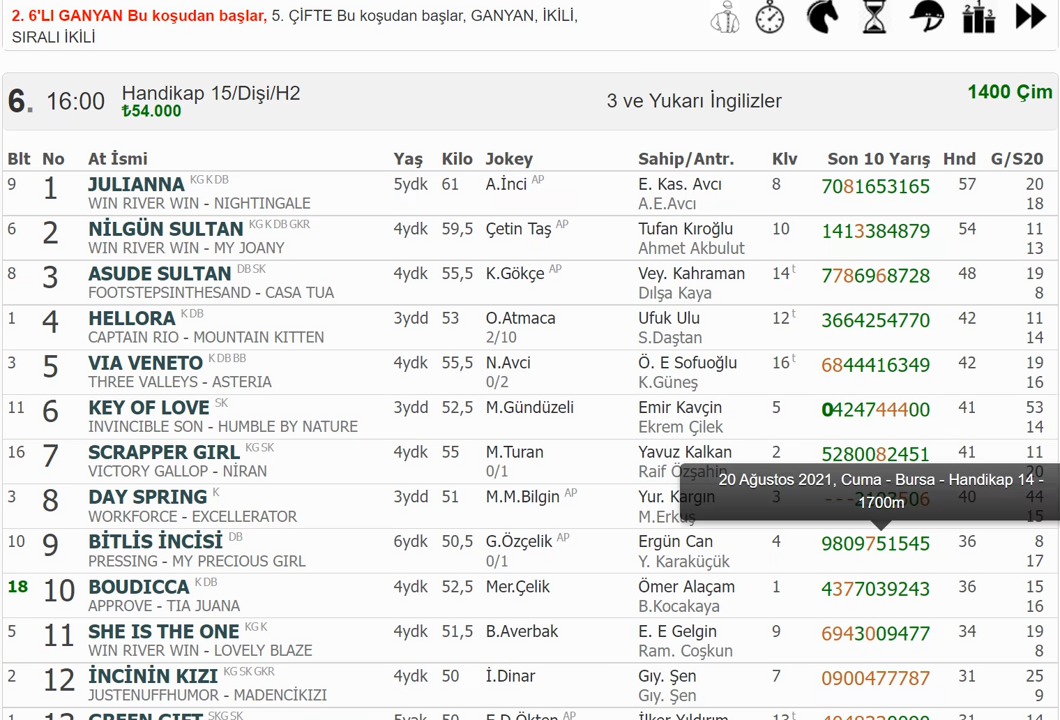 2. 6'LI GANYAN Bu koşudan başlar, 5. ÇİFTE Bu koşudan başlar, GANYAN, İKİLİ,
SIRALI İKİLİ
6. 16:00 Handikap 15/Dişi/H2 3 ve Yukarı İngilizler 1400 Çim
₺54.000
Blt No At İsmi Yaş Kilo Jokey Sahip/Antr. Klv Son 10 Yarış Hnd G/S20
9 1 JULIANNA KG K DB 5ydk 61 A.İnci AP E. Kas. Avcı 8 7081653165 57 20
WIN RIVER WIN - NIGHTINGALE A.E.Avcı 18
6 2 NİLGÜN SULTAN KG K DB GKR 4ydk 59,5 Çetin Taş AP Tufan Kıroğlu 10 1413384879 54 11
WIN RIVER WIN - MY JOANY Ahmet Akbulut 13
8 3 ASUDE SULTAN DB SK 4ydk 55,5 K.Gökçe AP Vey. Kahraman 14 t 7786968728 48 19
FOOTSTEPSINTHESAND - CASA TUA Dılşa Kaya 8
1 4 HELLORA K DB 3ydd 53 O.Atmaca Ufuk Ulu 12 t 3664254770 42 11
CAPTAIN RIO - MOUNTAIN KITTEN 2/10 S.Daştan 14
3 5 VIA VENETO K DB BB 4ydk 55,5 N.Avci Ö. E Sofuoğlu 16 t 6844416349 42 19
THREE VALLEYS - ASTERIA 0/2 K.Güneş 16
11 6 KEY OF LOVE SK 3ydd 52,5 M.Gündüzeli Emir Kavçin 5 0424744400 41 53
INVINCIBLE SON - HUMBLE BY NATURE Ekrem Çilek 14
16 7 SCRAPPER GIRL KG SK 4ydk 55 M.Turan Yavuz Kalkan 2 5280082451 41 11
VICTORY GALLOP - NİRAN 0/1 Raif Özşahin 20
20 Ağustos 2021, Cuma - Bursa - Handikap 14 -
1700m
3 8 DAY SPRING K 3ydd 51 M.M.Bilgin AP Yur. Kargın 3 40 44
WORKFORCE - EXCELLERATOR M.Erkuş 15
10 9 BİTLİS İNCİSİ DB 6ydk 50,5 G.Özçelik AP Ergün Can 4 9809751545 36 8
PRESSING - MY PRECIOUS GIRL 0/1 Y. Karaküçük 17
18 10 BOUDICCA K DB 4ydk 52,5 Mer.Çelik Ömer Alaçam 1 4377039243 36 15
APPROVE - TIA JUANA B.Kocakaya 16
5 11 SHE IS THE ONE KG K 4ydk 51,5 B.Averbak E. E Gelgin 9 6943009477 34 19
WIN RIVER WIN - LOVELY BLAZE Ram. Coşkun 8
2 12 İNCİNİN KIZI KG SK GKR 4ydk 50 İ.Dinar Gıy. Şen 7 0900477787 31 25
JUSTENUFFHUMOR - MADENCİKIZI Gıy. Şen 9